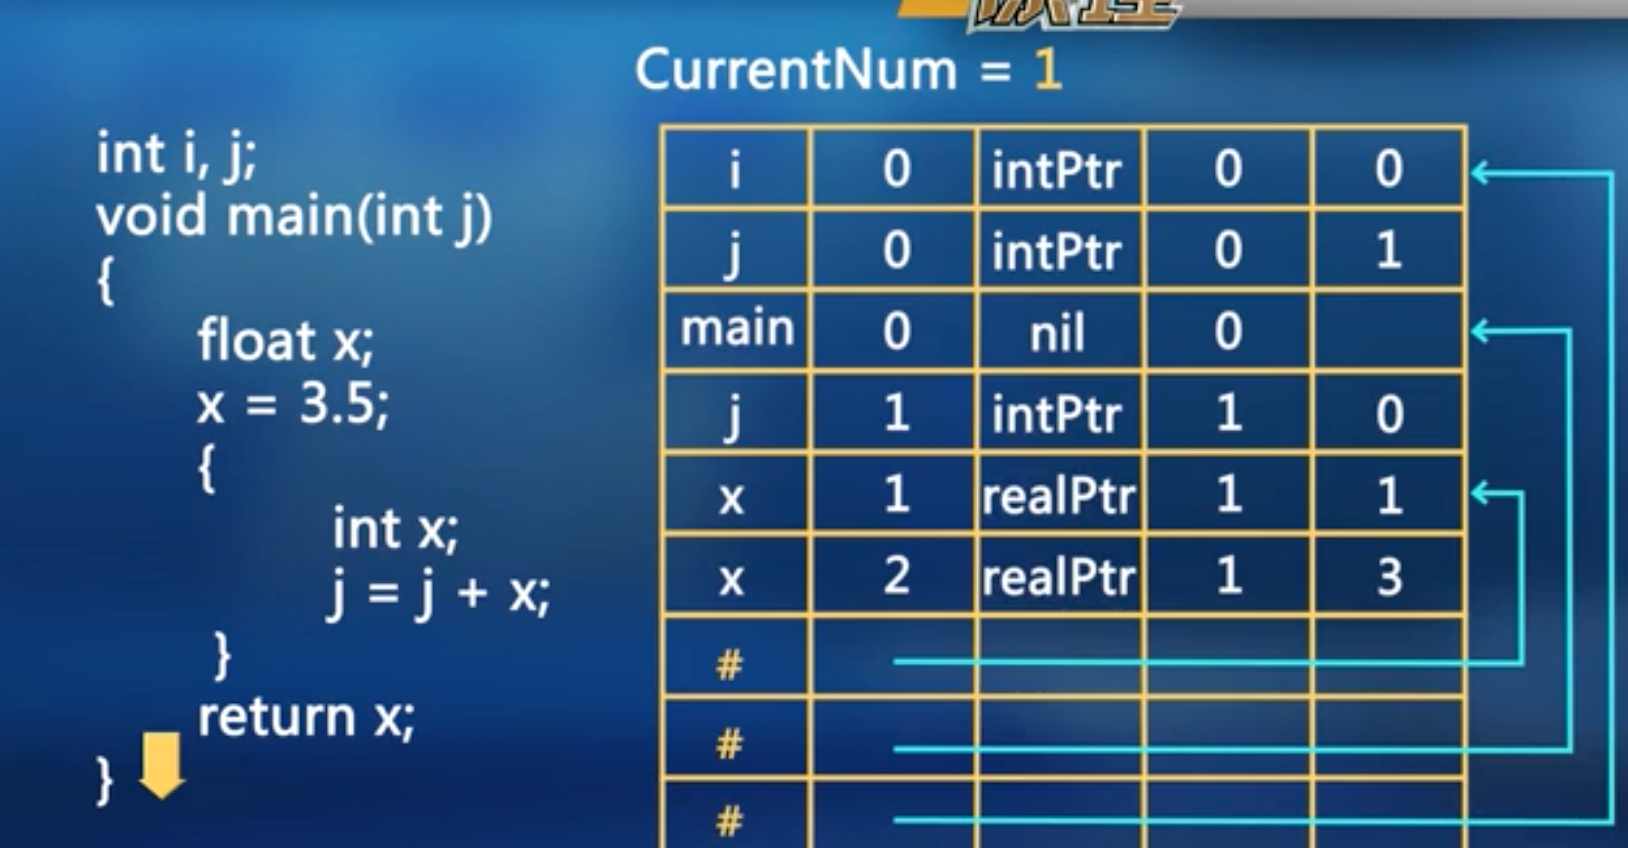 CurrentNum = 1
int i, j;
void main(int j)
{
float x;
x = 3.5;
{
int x;
j = j + x;
}
return x;
}
i 0 intPtr 0 0
j 0 intPtr 0 1
main 0 nil 0
j 1 intPtr 1 0
x 1 realPtr 1 1
x 2 realPtr 1 3
#
#
#